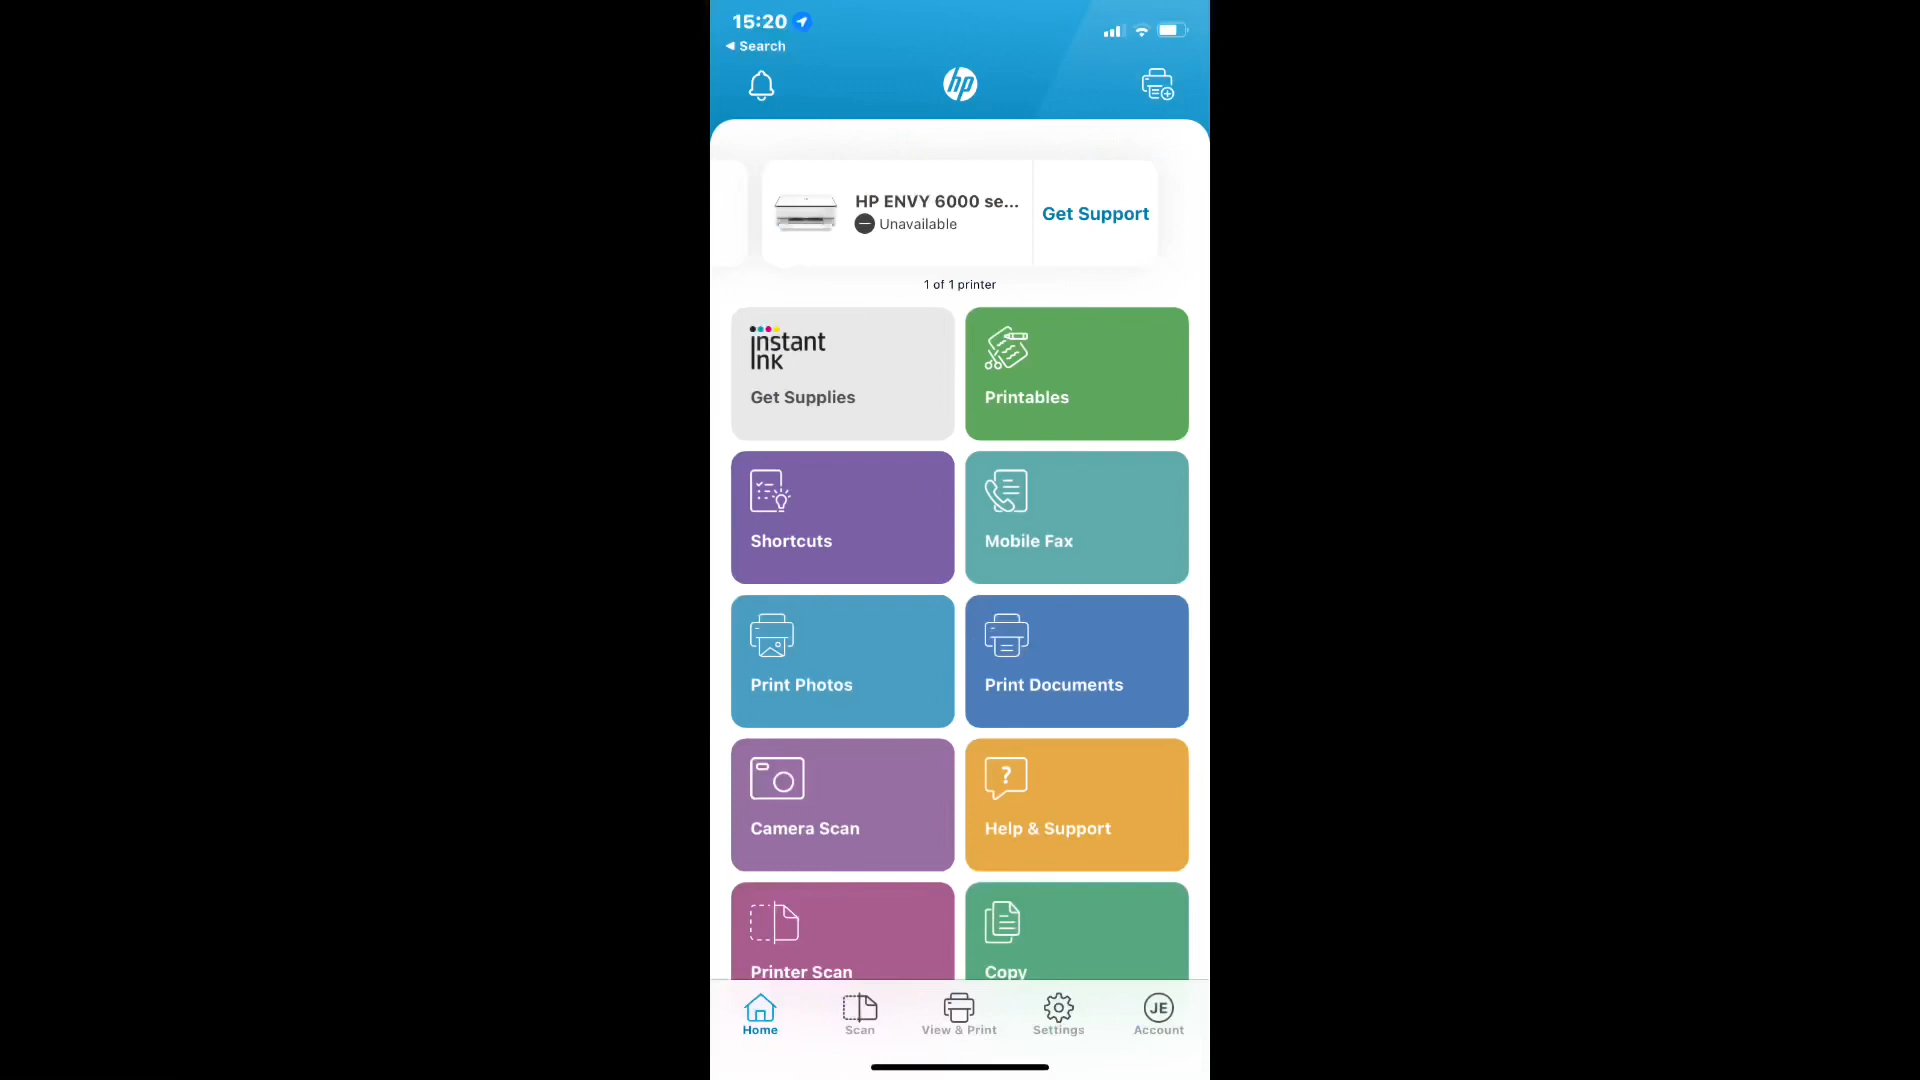 15:20
◀ Search
hp
HP ENVY 6000 se...
Unavailable
Get Support
1 of 1 printer
instant
ink
Get Supplies
Printables
Shortcuts
Mobile Fax
Print Photos
Print Documents
Camera Scan
?
Help & Support
Printer Scan
Copy
Home
Scan
View & Print
Settings
JE
Account